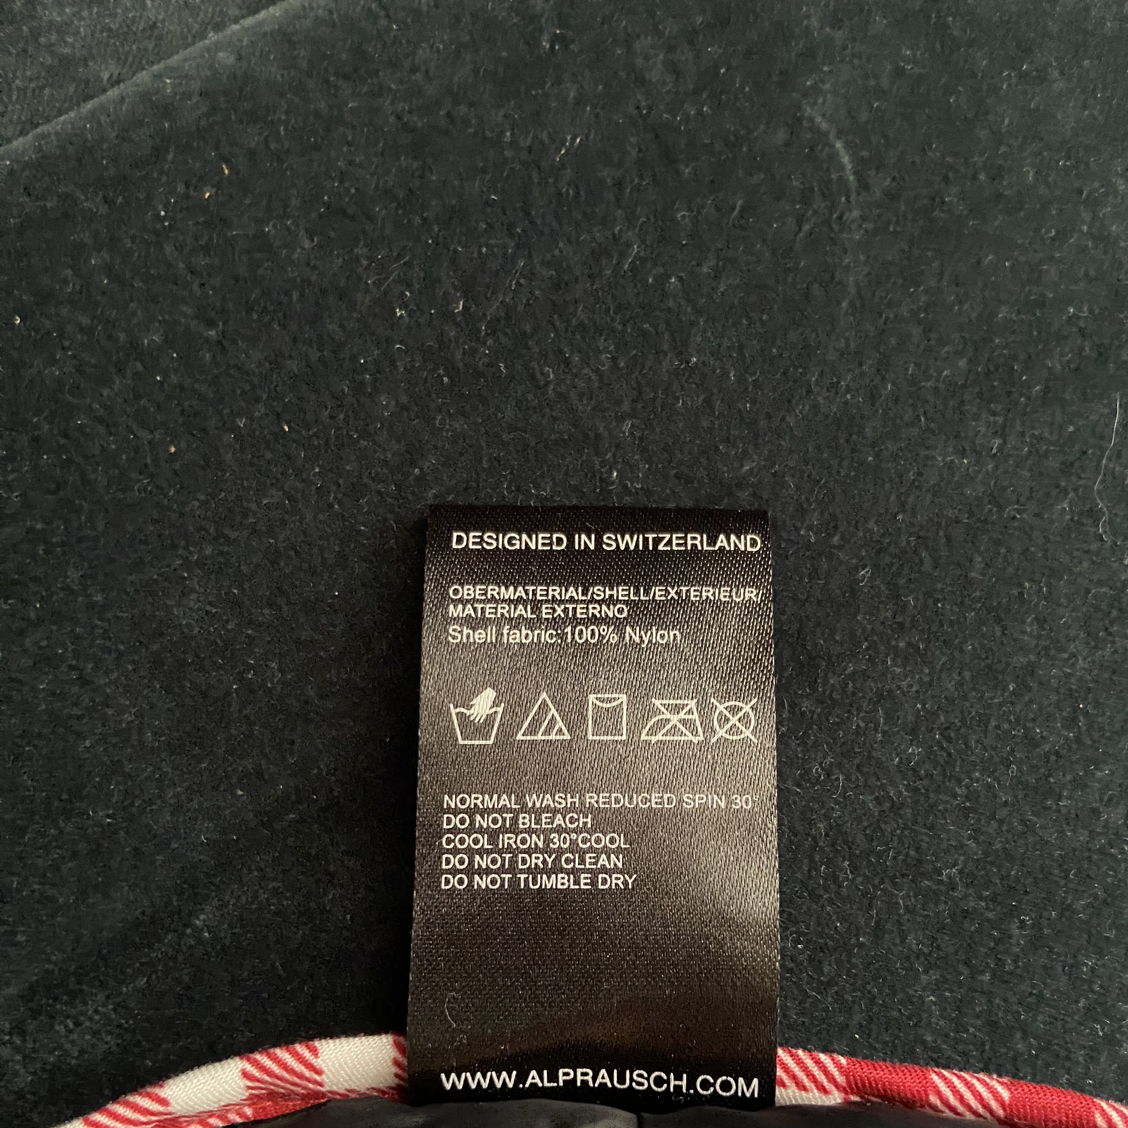 DESIGNED IN SWITZERLAND
OBERMATERIAL/SHELL/EXTERIEUR/
MATERIAL EXTERNO
Shell fabric:100% Nylon
NORMAL WASH REDUCED SPIN 30°
DO NOT BLEACH
COOL IRON 30°COOL
DO NOT DRY CLEAN
DO NOT TUMBLE DRY
WWW.ALPRAUSCH.COM